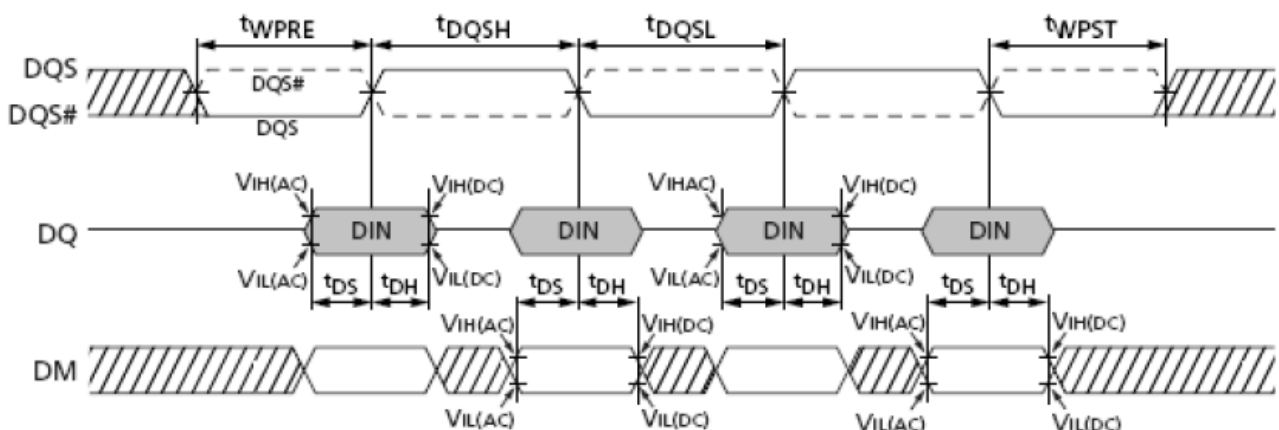 tWPRE tDQSH tDQSL tWPST
DQS
DQS#
DQS#
DQS
VIH(AC) VIH(DC) VIHAC) VIH(DC)
DQ DIN DIN DIN DIN
VIL(AC) VIL(DC) VIL(AC) VIL(DC)
tDS tDH tDS tDH tDS tDH tDS tDH
VIH(AC) VIH(DC) VIH(AC) VIH(DC)
DM
VIL(AC) VIL(DC) VIL(AC) VIL(DC)